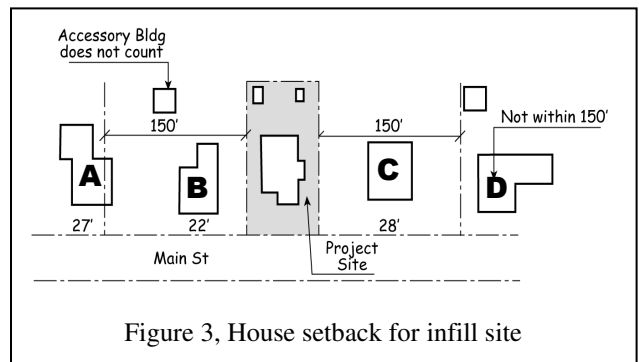 Accessory Bldg
does not count
150'
150'
Not within 150'
A
B
C
D
27'
22'
28'
Main St
Project
Site
Figure 3, House setback for infill site